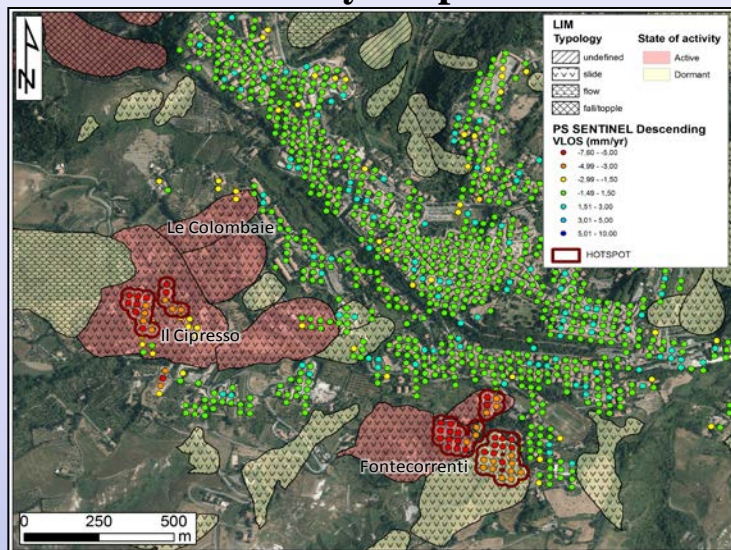 N
LIM
Typology
undefined
slide
flow
fall/topple
State of activity
Active
Dormant
PS SENTINEL Descending
VLOS (mm/yr)
-7.60 - -5.00
-4.99 - -3.00
-2.99 - -1,50
-1.49 - 1,50
1,51 - 3,00
3,01 - 5,00
5,01 - 10,00
HOTSPOT
Le Colombaie
Il Cipresso
Fontecorrenti
0 250 500
m